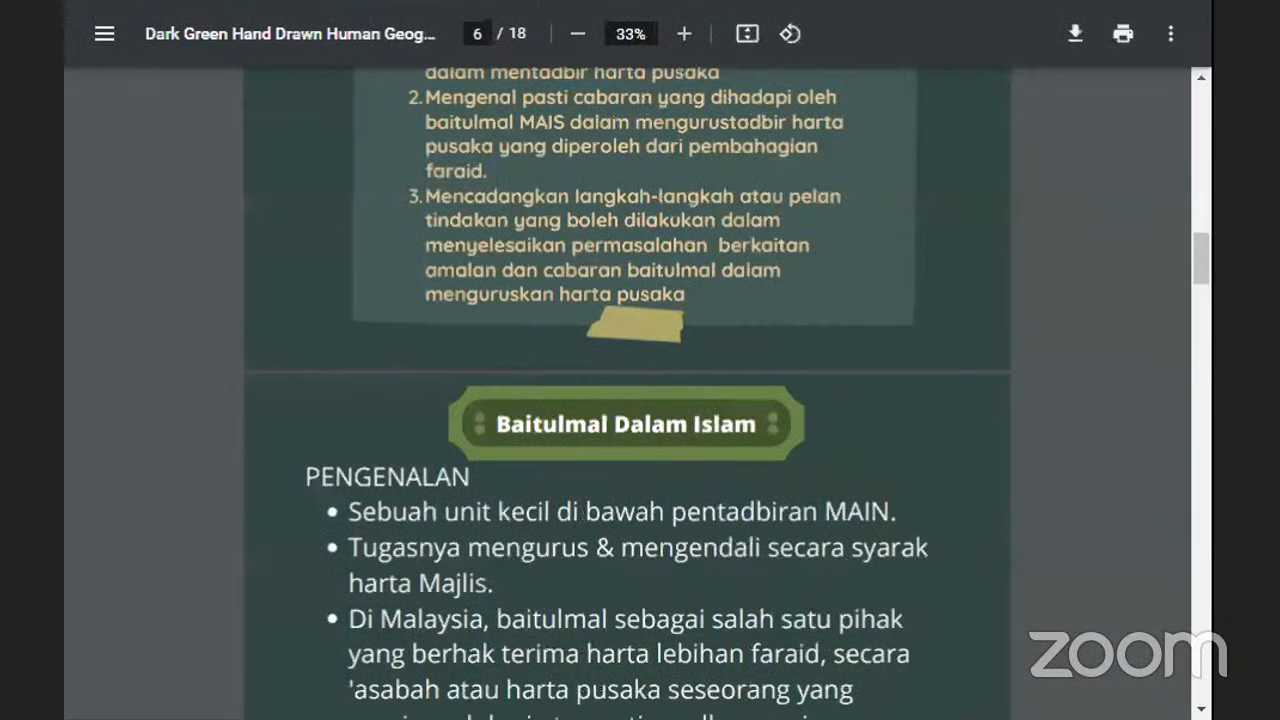 Dark Green Hand Drawn Human Geog...
6 / 18
33%
dalam mentadbir harta pusaka
2. Mengenal pasti cabaran yang dihadapi oleh
baitulmal MAIS dalam mengurustadbir harta
pusaka yang diperoleh dari pembahagian
faraid.
3. Mencadangkan langkah-langkah atau pelan
tindakan yang boleh dilakukan dalam
menyelesaikan permasalahan berkaitan
amalan dan cabaran baitulmal dalam
menguruskan harta pusaka
Baitulmal Dalam Islam
PENGENALAN
• Sebuah unit kecil di bawah pentadbiran MAIN.
• Tugasnya mengurus & mengendali secara syarak
harta Majlis.
• Di Malaysia, baitulmal sebagai salah satu pihak
yang berhak terima harta lebihan faraid, secara
'asabah atau harta pusaka seseorang yang
zoom